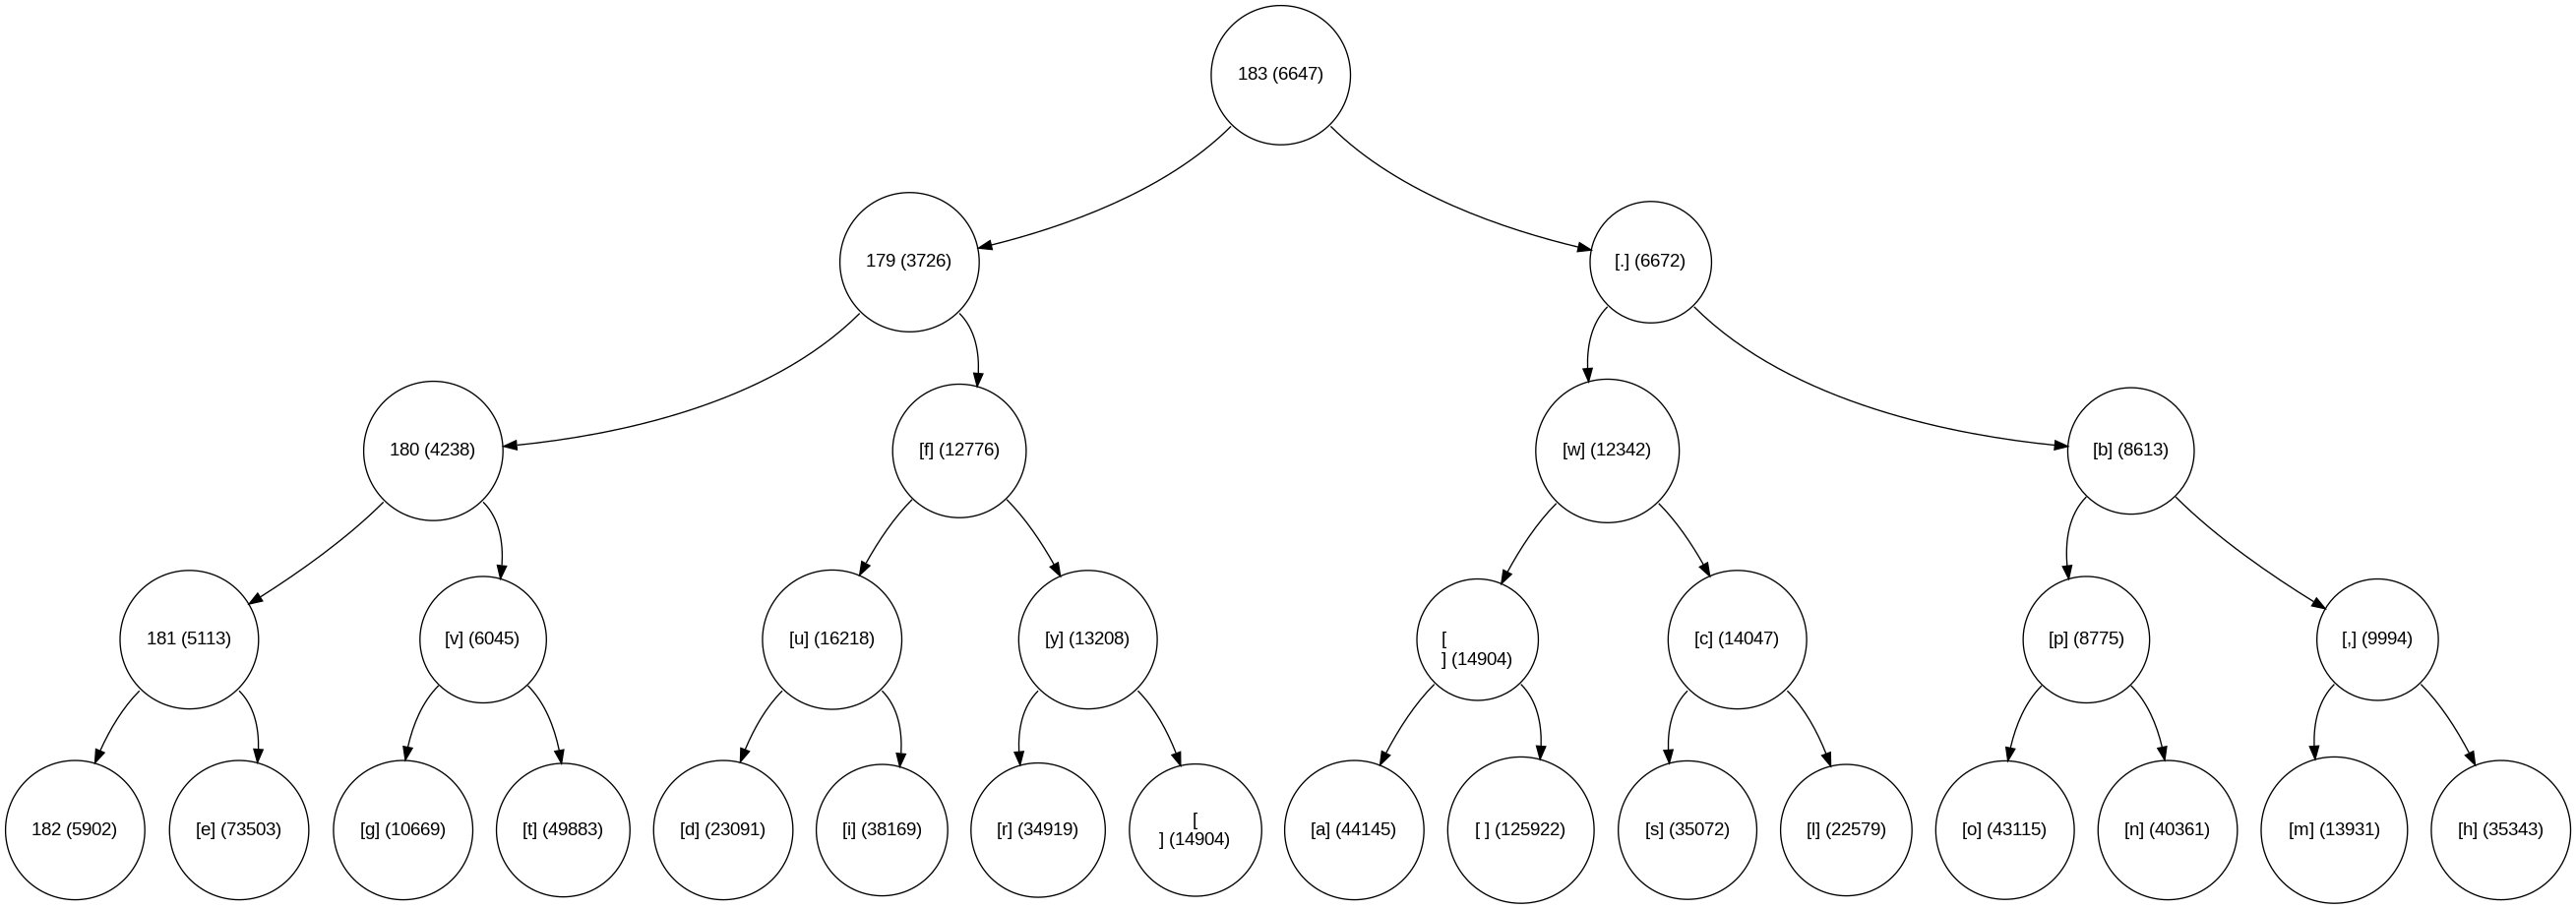 183 (6647)
179 (3726)
[.] (6672)
180 (4238)
[f] (12776)
[w] (12342)
[b] (8613)
181 (5113)
[v] (6045)
[u] (16218)
[y] (13208)
[
] (14904)
[c] (14047)
[p] (8775)
[,] (9994)
182 (5902)
[e] (73503)
[g] (10669)
[t] (49883)
[d] (23091)
[i] (38169)
[r] (34919)
[
] (14904)
[a] (44145)
[ ] (125922)
[s] (35072)
[l] (22579)
[o] (43115)
[n] (40361)
[m] (13931)
[h] (35343)